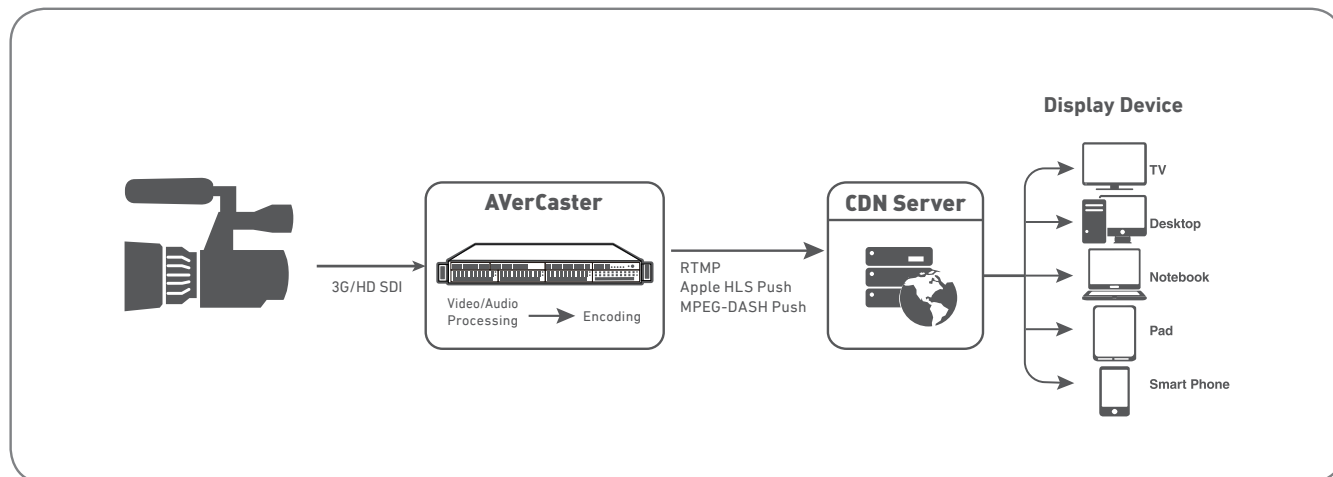 Display Device
TV
AVerCaster
CDN Server
Desktop
RTMP
3G/HD SDI
Apple HLS Push
Notebook
Video/Audio
Processing
Encoding
MPEG-DASH Push
Pad
Smart Phone